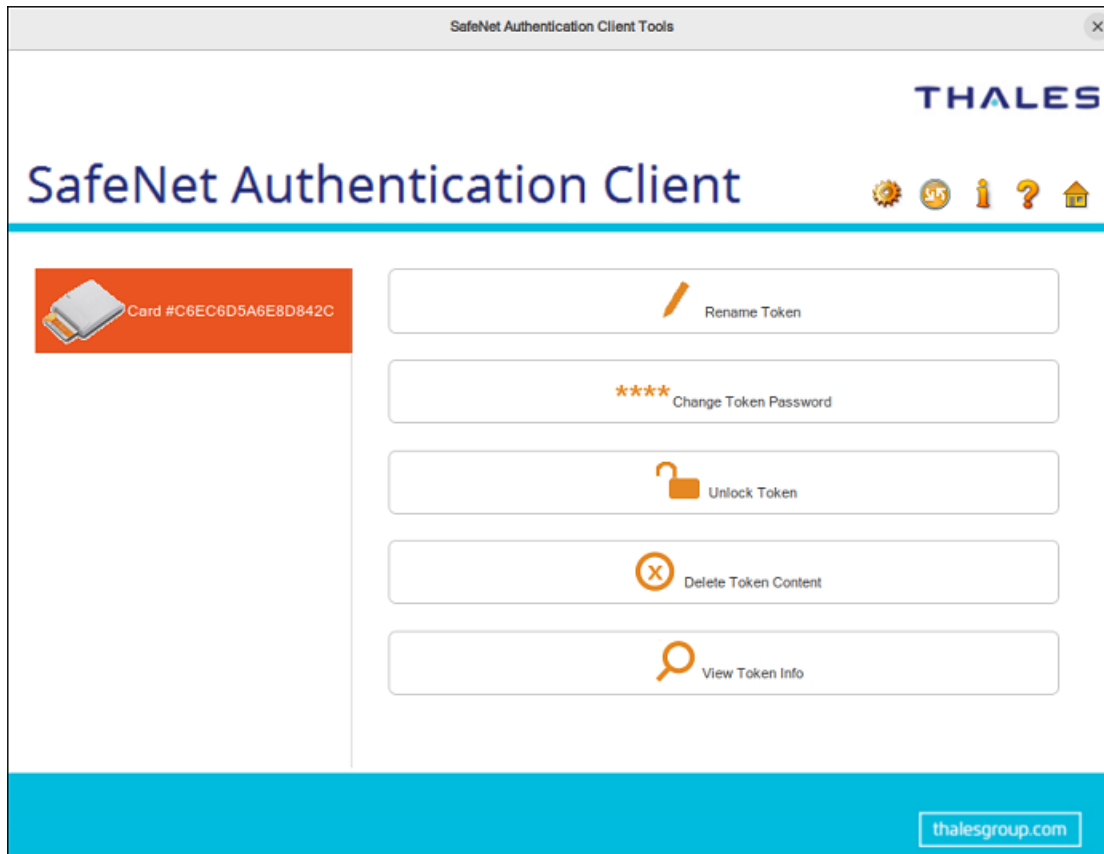 SafeNet Authentication Client Tools
THALES
SafeNet Authentication Client
Card #C6EC6D5A6E8D842C
Rename Token
**** Change Token Password
Unlock Token
Delete Token Content
View Token Info
thalesgroup.com